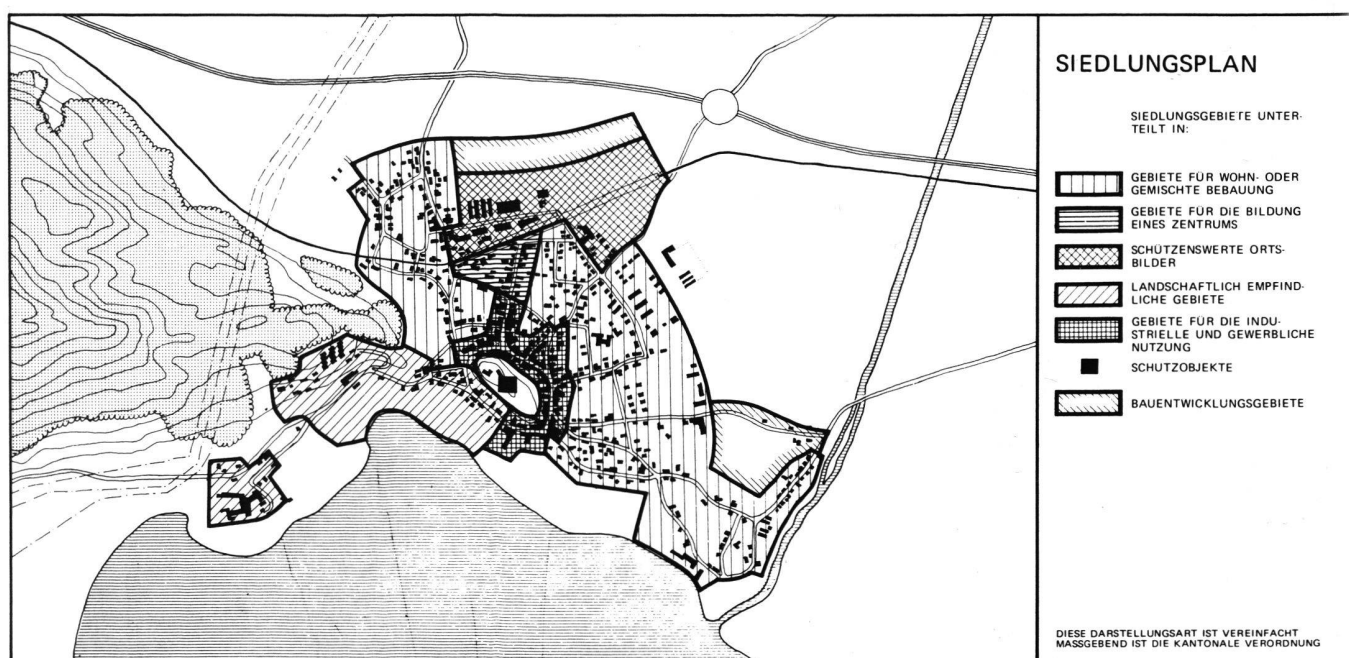 SIEDLUNGSPLAN
SIEDLUNGSGEBIETE UNTER-
TEILT IN:
GEBIETE FÜR WOHN- ODER
GEMISCHTE BEBAUUNG
GEBIETE FÜR DIE BILDUNG
EINES ZENTRUMS
SCHÜTZENSWERTE ORTS-
BILDER
LANDSCHAFTLICH EMPFIND-
LICHE GEBIETE
GEBIETE FÜR DIE INDU-
STRIELLE UND GEWERBLICHE
NUTZUNG
SCHUTZOBJEKTE
BAUENTWICKLUNGSGEBIETE
DIESE DARSTELLUNGSART IST VEREINFACHT
MASSGEBEND IST DIE KANTONALE VERORDNUNG